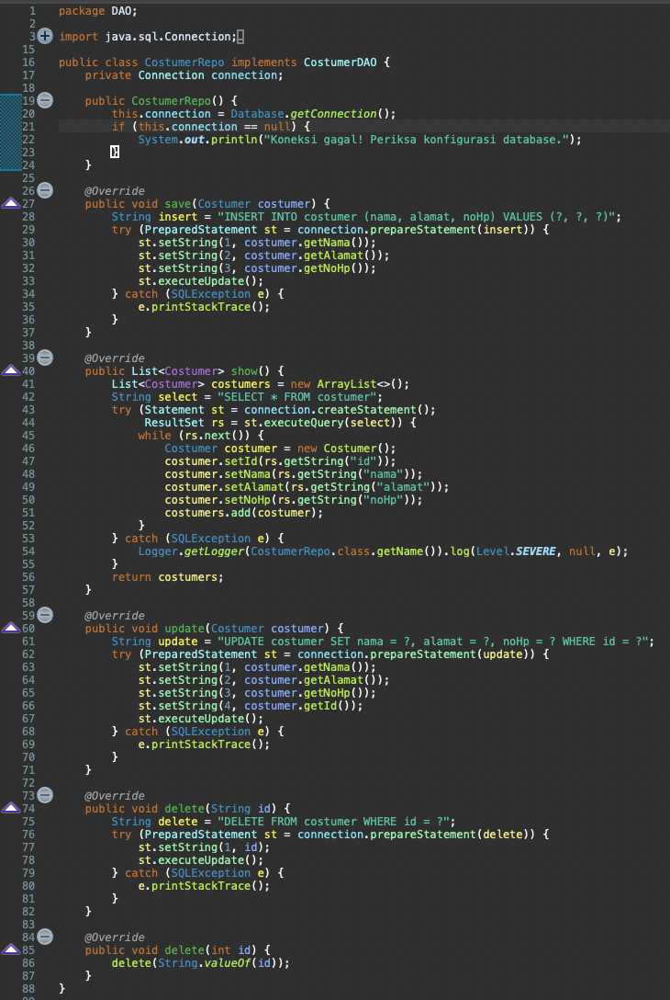 1 package DAO;
2
3 import java.sql.Connection;
15
16 public class CostumerRepo implements CostumerDAO {
17     private Connection connection;
18
19     public CostumerRepo() {
20         this.connection = Database.getConnection();
21         if (this.connection == null) {
22             System.out.println("Koneksi gagal! Periksa konfigurasi database.");
23         }
24     }
25
26     @Override
27     public void save(Costumer costumer) {
28         String insert = "INSERT INTO costumer (nama, alamat, noHp) VALUES (?, ?, ?)";
29         try (PreparedStatement st = connection.prepareStatement(insert)) {
30             st.setString(1, costumer.getNama());
31             st.setString(2, costumer.getAlamat());
32             st.setString(3, costumer.getNoHp());
33             st.executeUpdate();
34         } catch (SQLException e) {
35             e.printStackTrace();
36         }
37     }
38
39     @Override
40     public List<Costumer> show() {
41         List<Costumer> costumers = new ArrayList<>();
42         String select = "SELECT * FROM costumer";
43         try (Statement st = connection.createStatement();
44              ResultSet rs = st.executeQuery(select)) {
45             while (rs.next()) {
46                 Costumer costumer = new Costumer();
47                 costumer.setId(rs.getString("id"));
48                 costumer.setNama(rs.getString("nama"));
49                 costumer.setAlamat(rs.getString("alamat"));
50                 costumer.setNoHp(rs.getString("noHp"));
51                 costumers.add(costumer);
52             }
53         } catch (SQLException e) {
54             Logger.getLogger(CostumerRepo.class.getName()).log(Level.SEVERE, null, e);
55         }
56         return costumers;
57     }
58
59     @Override
60     public void update(Costumer costumer) {
61         String update = "UPDATE costumer SET nama = ?, alamat = ?, noHp = ? WHERE id = ?";
62         try (PreparedStatement st = connection.prepareStatement(update)) {
63             st.setString(1, costumer.getNama());
64             st.setString(2, costumer.getAlamat());
65             st.setString(3, costumer.getNoHp());
66             st.setString(4, costumer.getId());
67             st.executeUpdate();
68         } catch (SQLException e) {
69             e.printStackTrace();
70         }
71     }
72
73     @Override
74     public void delete(String id) {
75         String delete = "DELETE FROM costumer WHERE id = ?";
76         try (PreparedStatement st = connection.prepareStatement(delete)) {
77             st.setString(1, id);
78             st.executeUpdate();
79         } catch (SQLException e) {
80             e.printStackTrace();
81         }
82     }
83
84     @Override
85     public void delete(int id) {
86         delete(String.valueOf(id));
87     }
88 }